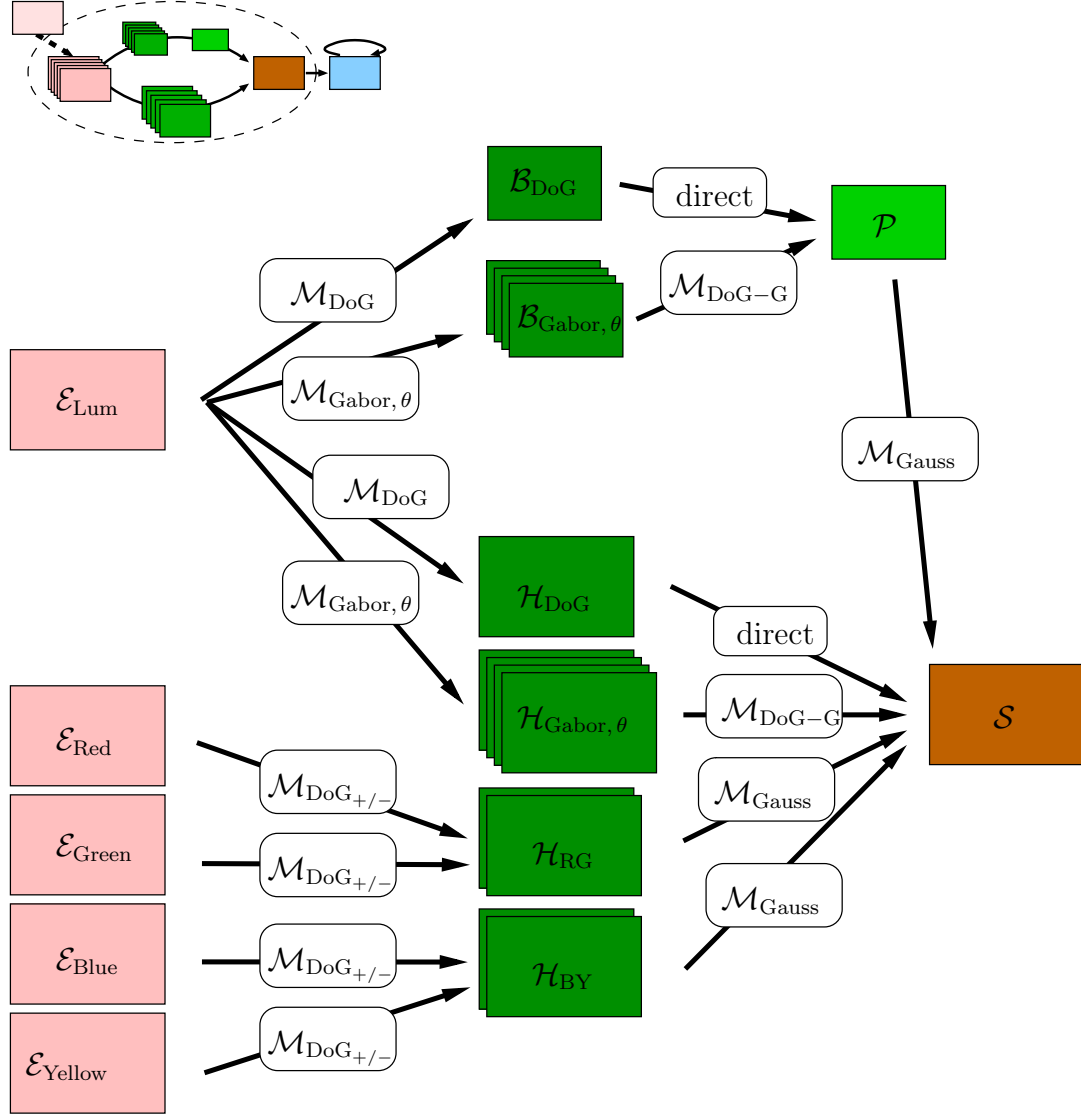 ℬ_DoG
direct
𝒫
ℳ_DoG
ℳ_DoG−G
ℬ_Gabor, θ
ℰ_Lum
ℳ_Gabor, θ
ℳ_Gauss
ℳ_DoG
ℳ_Gabor, θ
ℋ_DoG
direct
ℰ_Red
ℋ_Gabor, θ
ℳ_DoG−G
𝒮
ℳ_DoG+/−
ℳ_Gauss
ℰ_Green
ℳ_DoG+/−
ℋ_RG
ℳ_Gauss
ℰ_Blue
ℳ_DoG+/−
ℋ_BY
ℳ_DoG+/−
ℰ_Yellow